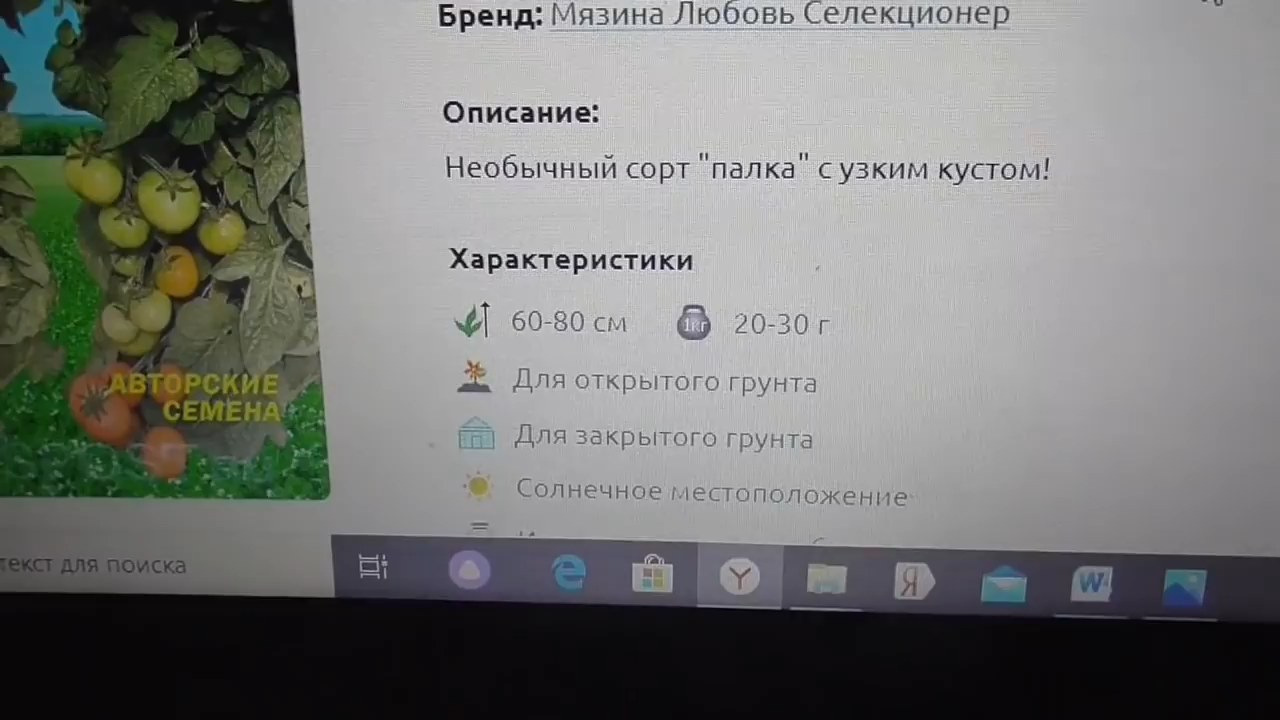 Бренд: Мязина Любовь Селекционер
Описание:
Необычный сорт "палка" с узким кустом!
Характеристики
60-80 см 1кг 20-30 г
Для открытого грунта
Для закрытого грунта
Солнечное местоположение
АВТОРСКИЕ
СЕМЕНА
текст для поиска